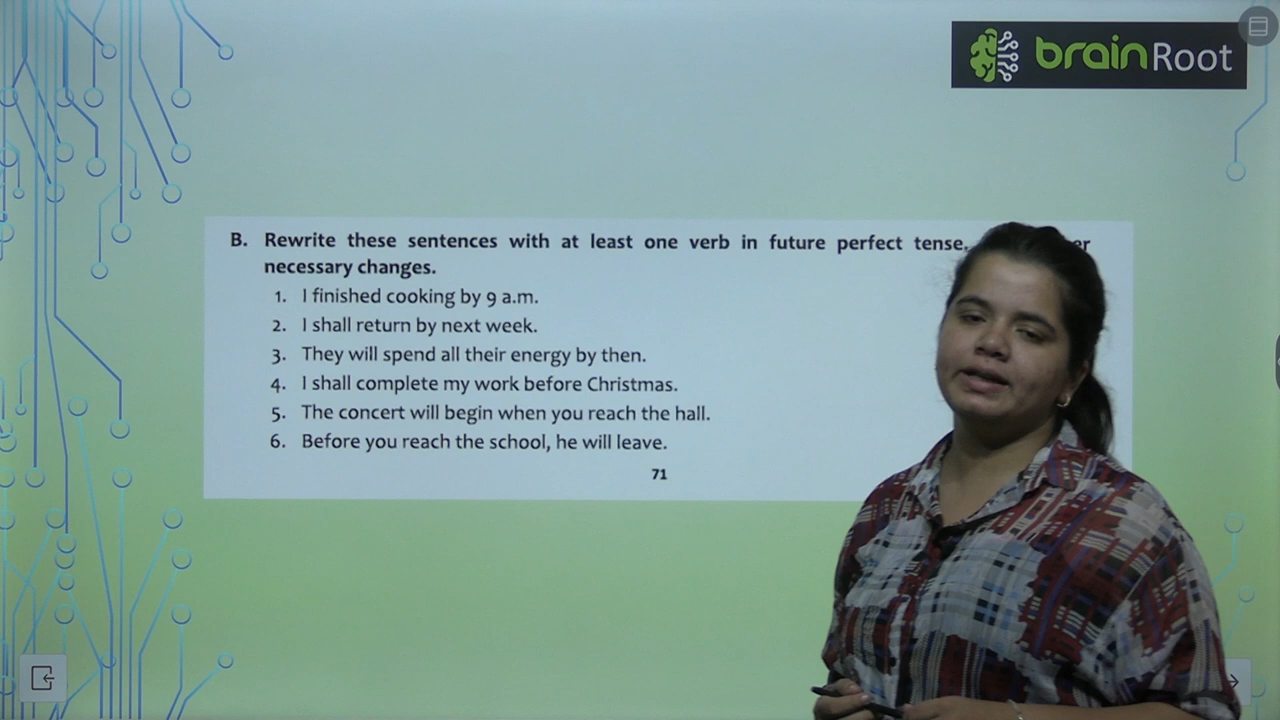 brainRoot
B. Rewrite these sentences with at least one verb in future perfect tense.
necessary changes.
1. I finished cooking by 9 a.m.
2. I shall return by next week.
3. They will spend all their energy by then.
4. I shall complete my work before Christmas.
5. The concert will begin when you reach the hall.
6. Before you reach the school, he will leave.
71